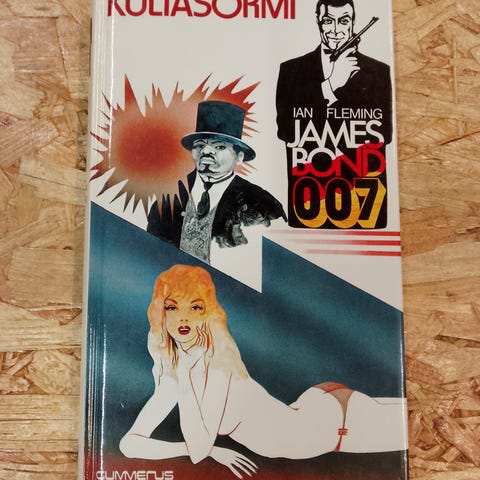 KULTASORMI
IAN FLEMING
JAMES
BOND
007
GUMMERUS